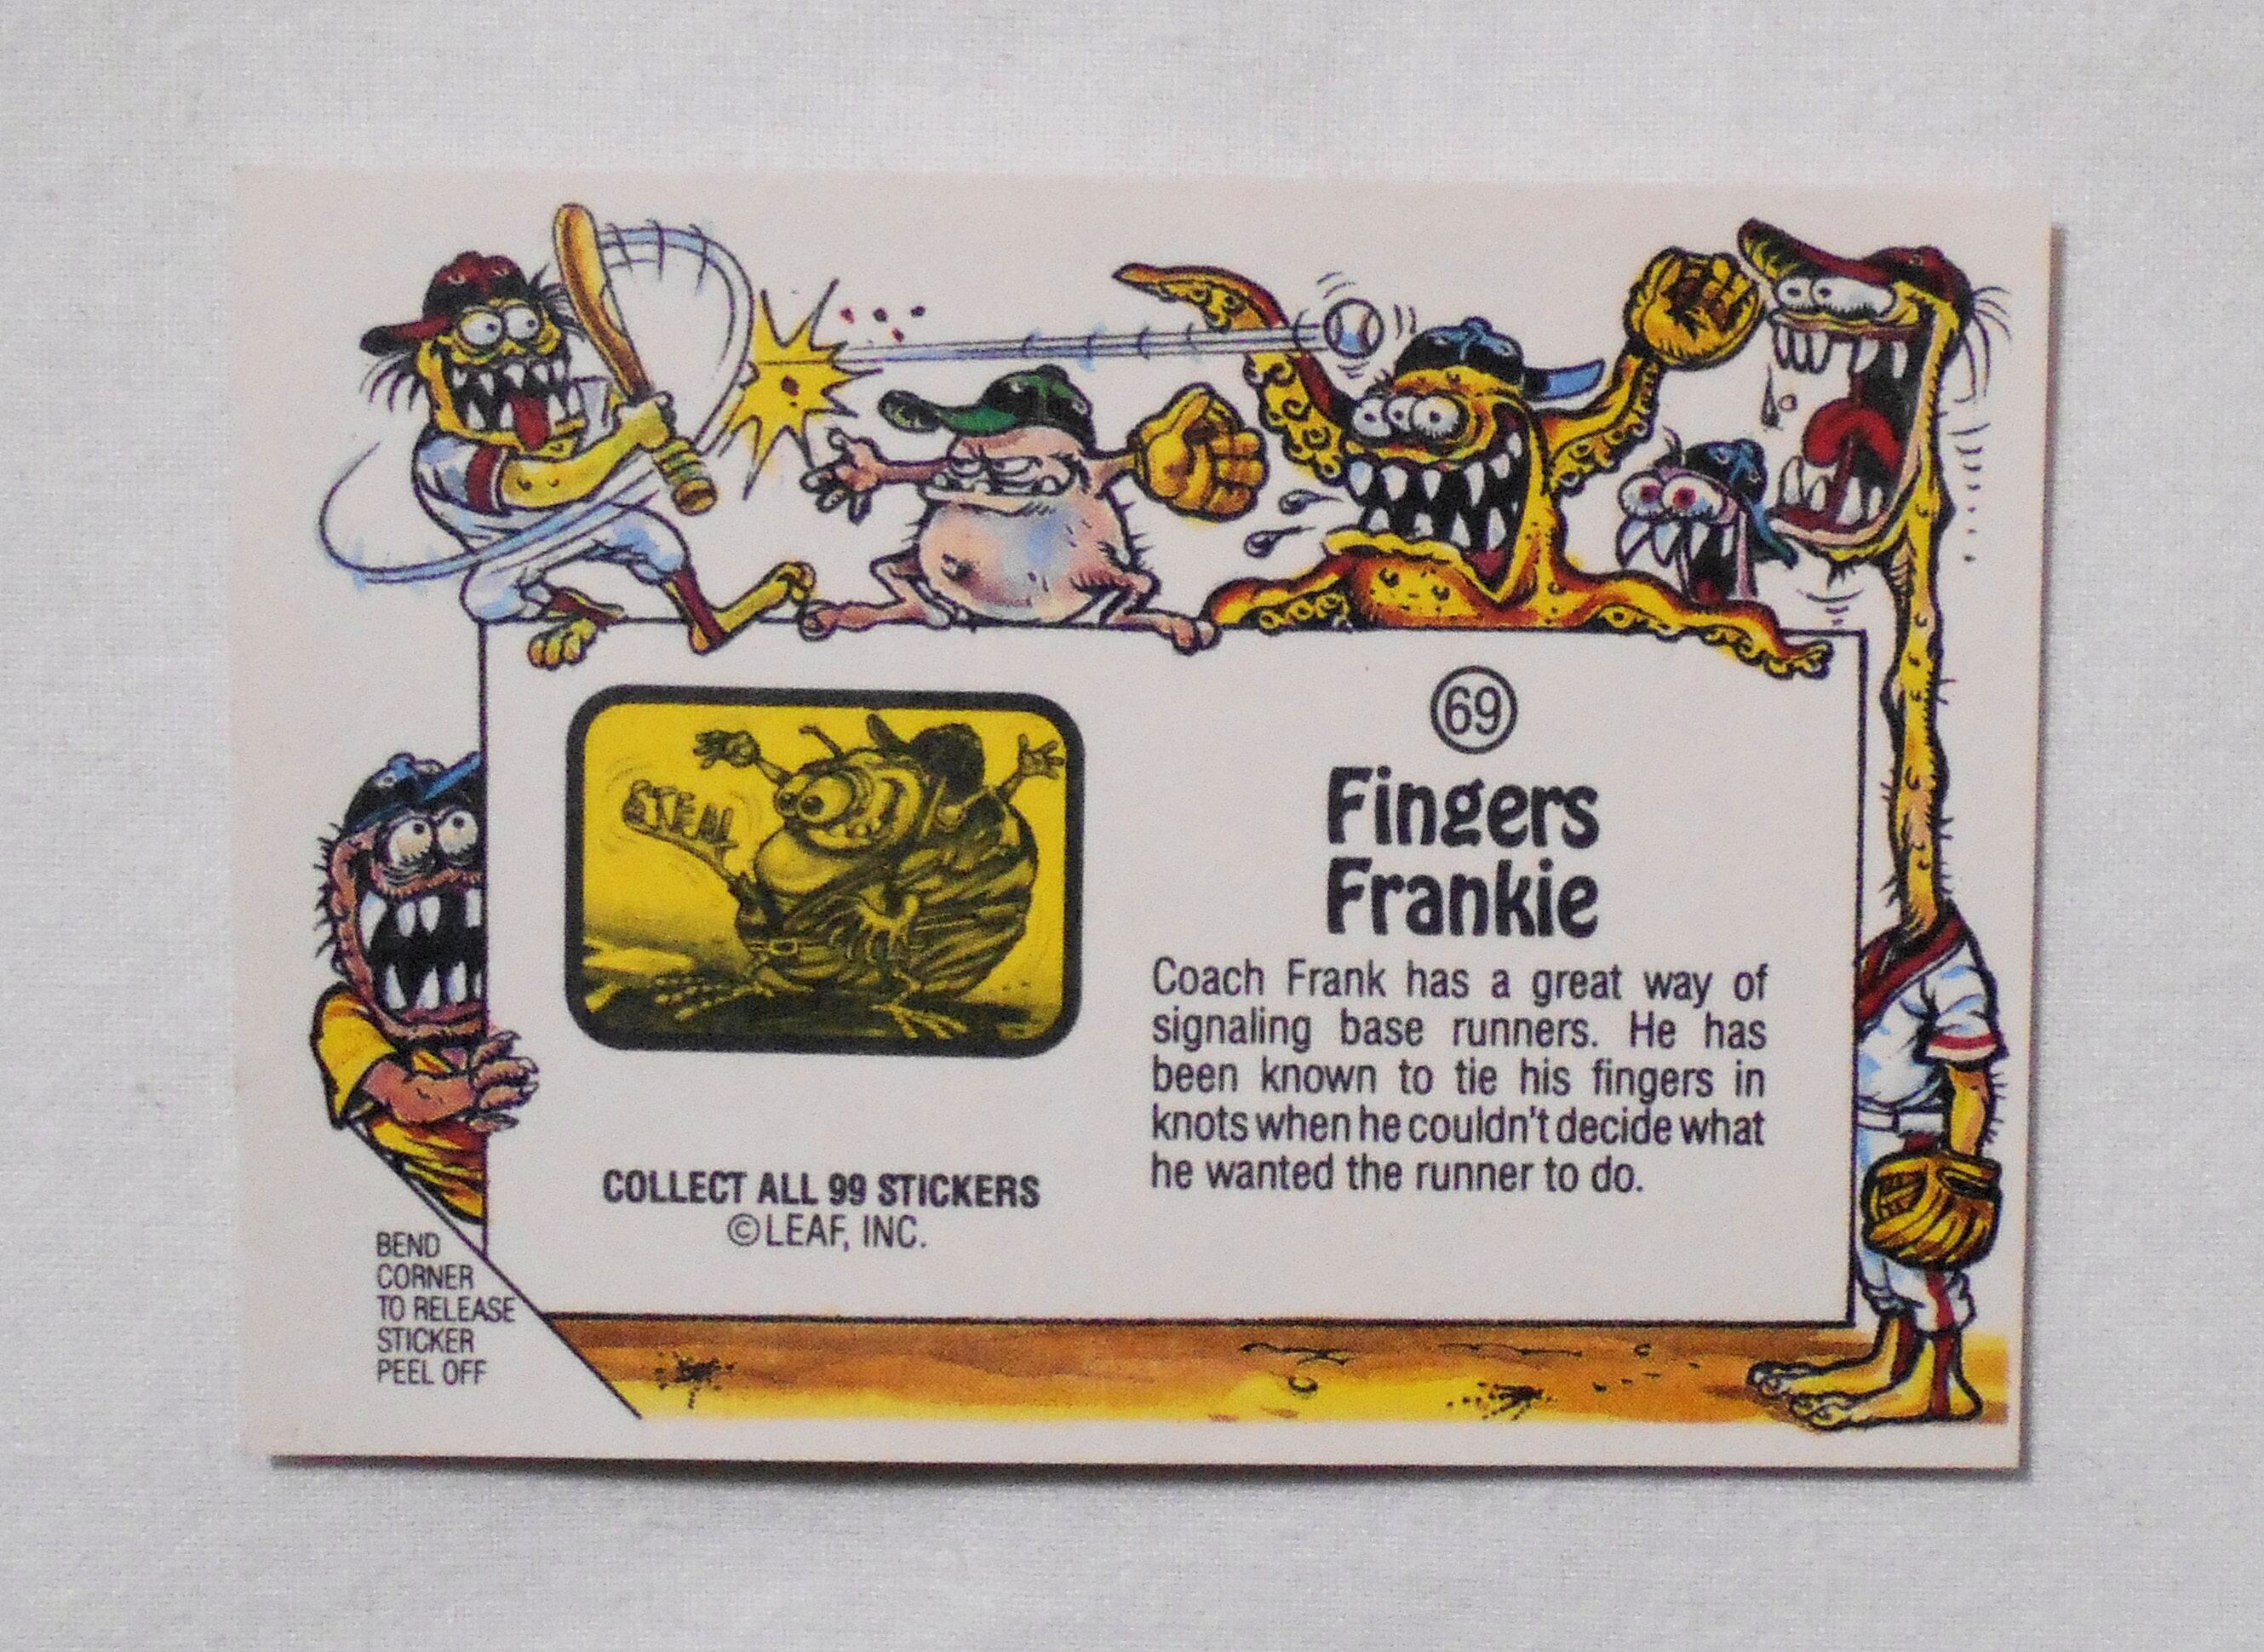 69
Fingers
Frankie
Coach Frank has a great way of
signaling base runners. He has
been known to tie his fingers in
knots when he couldn't decide what
he wanted the runner to do.
STEAL
COLLECT ALL 99 STICKERS
©LEAF, INC.
BEND
CORNER
TO RELEASE
STICKER
PEEL OFF